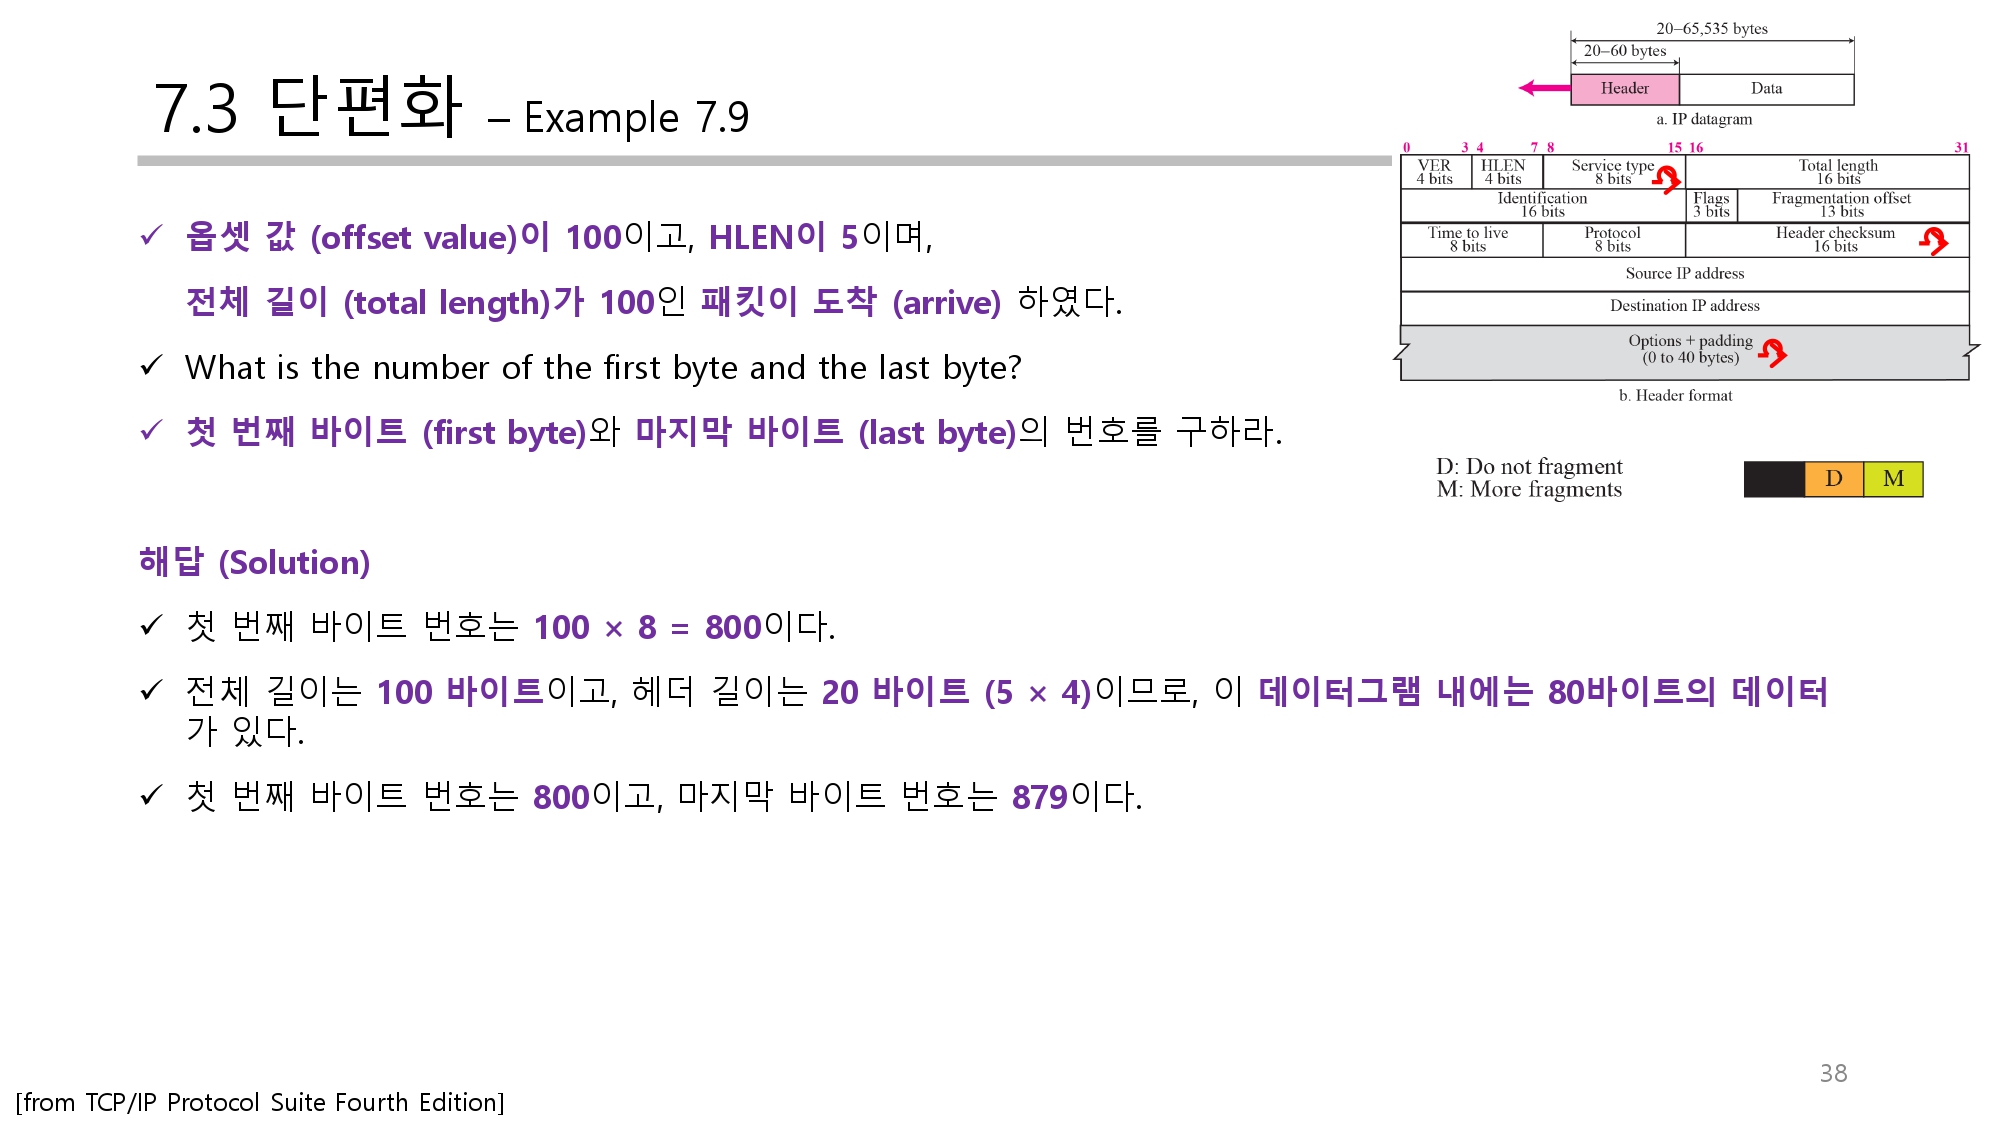 7.3 단편화 – Example 7.9
✓ 옵셋 값 (offset value)이 100이고, HLEN이 5이며,
전체 길이 (total length)가 100인 패킷이 도착 (arrive) 하였다.
✓ What is the number of the first byte and the last byte?
✓ 첫 번째 바이트 (first byte)와 마지막 바이트 (last byte)의 번호를 구하라.
해답 (Solution)
✓ 첫 번째 바이트 번호는 100 × 8 = 800이다.
✓ 전체 길이는 100 바이트이고, 헤더 길이는 20 바이트 (5 × 4)이므로, 이 데이터그램 내에는 80바이트의 데이터
가 있다.
✓ 첫 번째 바이트 번호는 800이고, 마지막 바이트 번호는 879이다.
20–65,535 bytes
20–60 bytes
Header Data
a. IP datagram
0 3 4 7 8 15 16 31
VER HLEN Service type Total length
4 bits 4 bits 8 bits 16 bits
Identification Flags Fragmentation offset
16 bits 3 bits 13 bits
Time to live Protocol Header checksum
8 bits 8 bits 16 bits
Source IP address
Destination IP address
Options + padding
(0 to 40 bytes)
b. Header format
D: Do not fragment
M: More fragments
D M
38
[from TCP/IP Protocol Suite Fourth Edition]